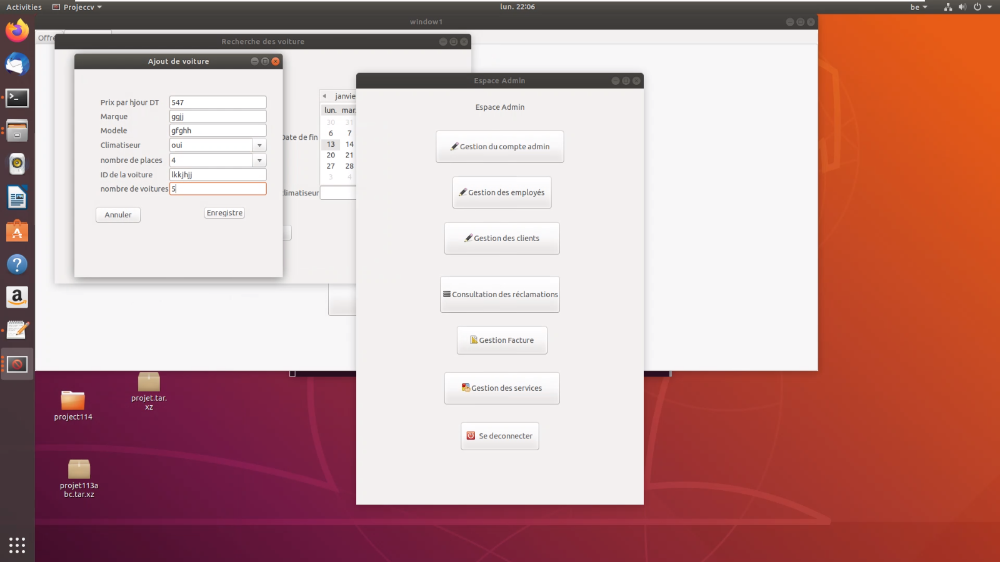 Activities
Projeccv
lun. 22:06
be
window1
Offre
Recherche des voiture
Ajout de voiture
Prix par hjour DT
547
Marque
ggjj
Modele
gfghh
Climatiseur
oui
nombre de places
4
ID de la voiture
lkkjhjj
nombre de voitures
5
Annuler
Enregistre
Date de fin
janvie
lun. mar.
30 31
6 7
13 14
20 21
27 28
3 4
climatiseur
Espace Admin
Espace Admin
Gestion du compte admin
Gestion des employés
Gestion des clients
Consultation des réclamations
Gestion Facture
Gestion des services
Se deconnecter
project114
projet.tar.
xz
projet113a
bc.tar.xz